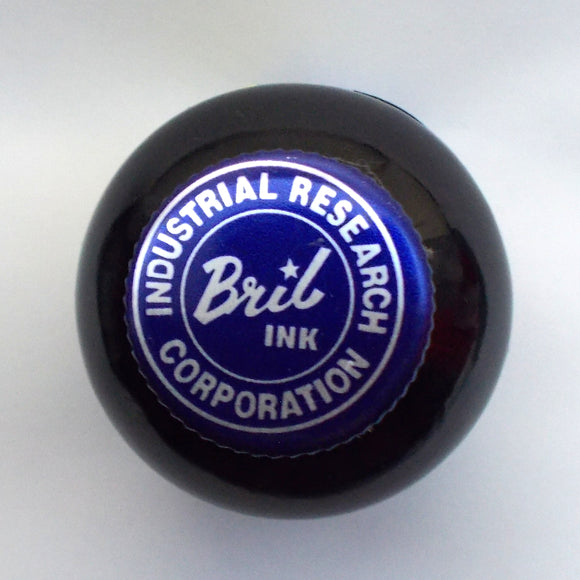 INDUSTRIAL RESEARCH
Bril
INK
CORPORATION